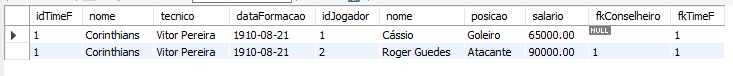 idTimeF nome tecnico dataFormacao idJogador nome posicao salario fkConselheiro fkTimeF
1 Corinthians Vitor Pereira 1910-08-21 1 Cássio Goleiro 65000.00 NULL 1
1 Corinthians Vitor Pereira 1910-08-21 2 Roger Guedes Atacante 90000.00 1 1